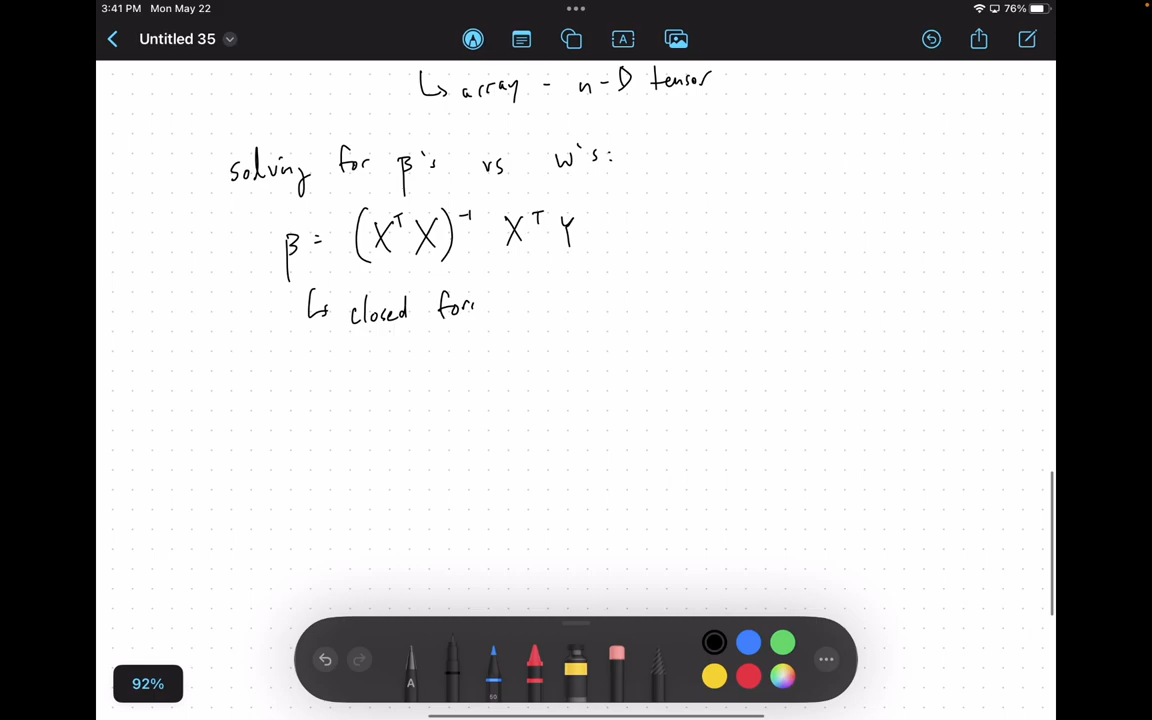 3:41 PM Mon May 22
76%
Untitled 35
A
↳ array - n-D tensor
solving for β's vs w's:
β = (XᵀX)⁻¹ XᵀY
↳ closed for
A
50
92%